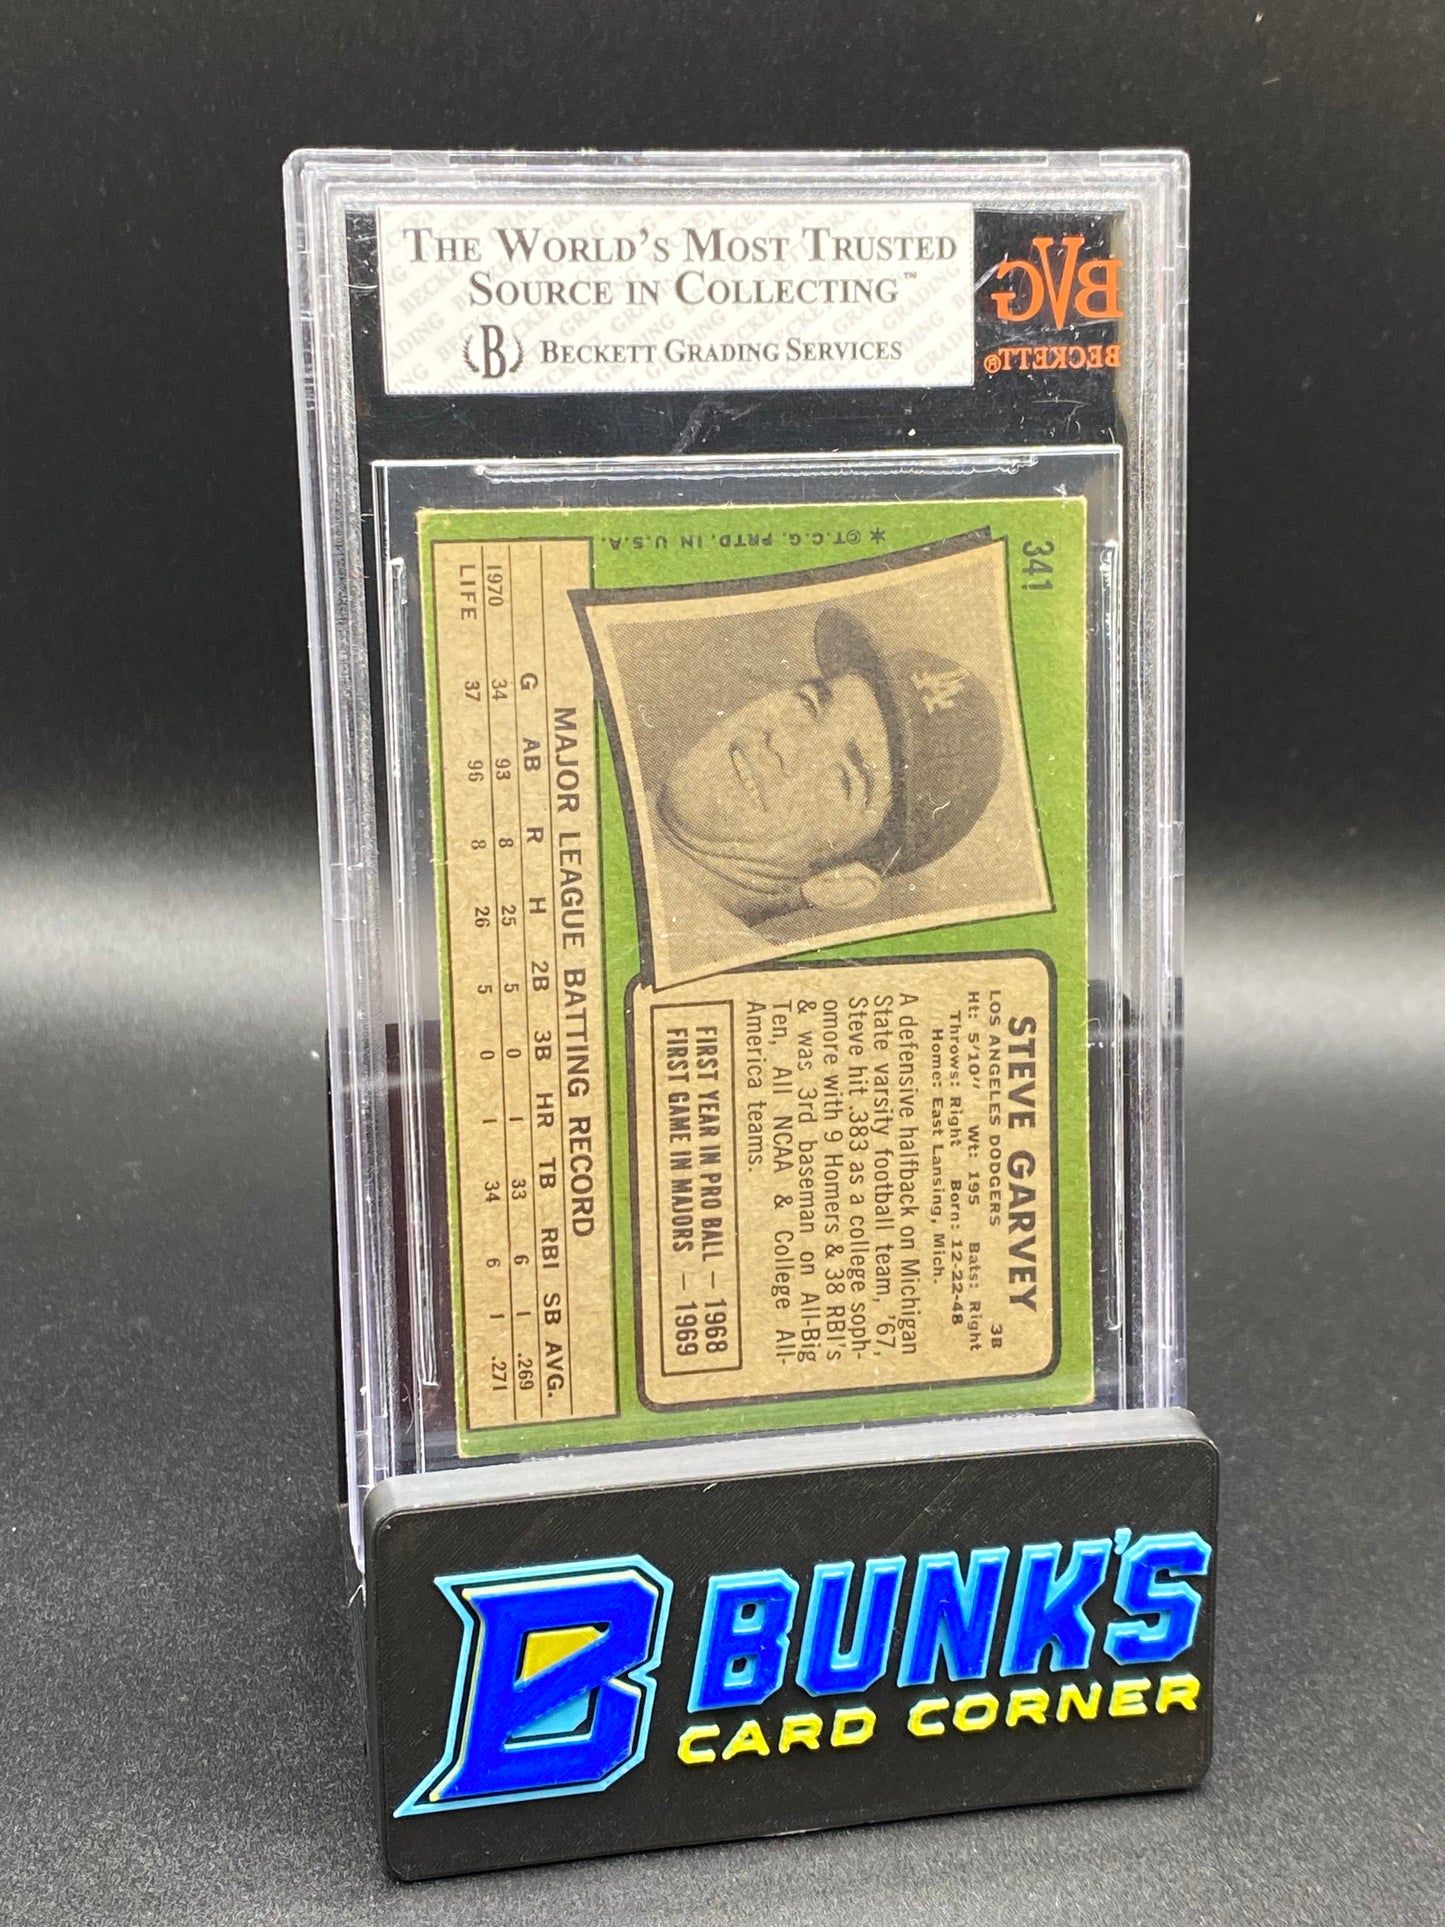 THE WORLD'S MOST TRUSTED
SOURCE IN COLLECTING™
B BECKETT GRADING SERVICES
BVG
BECKETT®
341
* ©T.C.G. PRTD. IN U.S.A.
STEVE GARVEY
LOS ANGELES DODGERS 3B
Ht: 5'10" Wt: 195 Bats: Right
Throws: Right Born: 12-22-48
Home: East Lansing, Mich.
A defensive halfback on Michigan
State varsity football team, '67,
Steve hit .383 as a college soph-
omore with 9 Homers & 38 RBI's
& was 3rd baseman on All-Big
Ten, All NCAA & College All-
America teams.
FIRST YEAR IN PRO BALL — 1968
FIRST GAME IN MAJORS — 1969
MAJOR LEAGUE BATTING RECORD
G AB R H 2B 3B HR TB RBI SB AVG.
1970 34 93 8 25 5 0 1 33 6 1 .269
LIFE 37 96 8 26 5 0 1 34 6 1 .271
LA
B BUNK'S
CARD CORNER